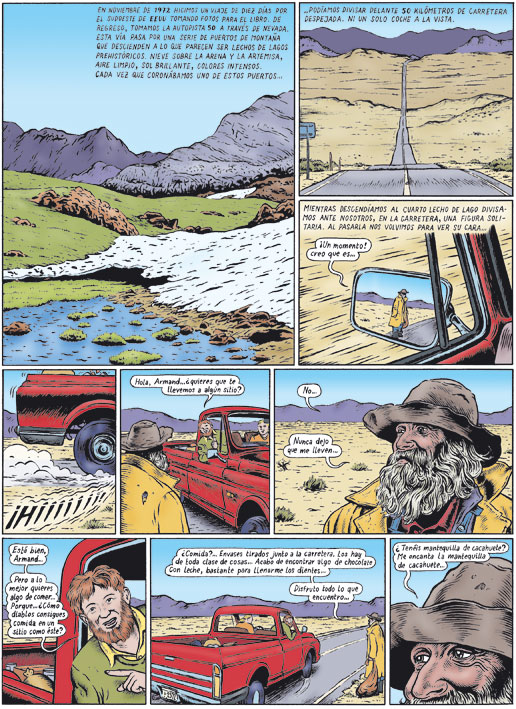 EN NOVIEMBRE DE 1972 HICIMOS UN VIAJE DE DIEZ DÍAS POR
EL SUDOESTE DE EEUU TOMANDO FOTOS PARA EL LIBRO. DE
REGRESO, TOMAMOS LA AUTOPISTA 50 A TRAVÉS DE NEVADA.
ESTA VÍA PASA POR UNA SERIE DE PUERTOS DE MONTAÑA
QUE DESCIENDEN A LO QUE PARECEN SER LECHOS DE LAGOS
PREHISTÓRICOS. NIEVE SOBRE LA ARENA Y LA ARTEMISA,
AIRE LIMPIO, SOL BRILLANTE, COLORES INTENSOS.
CADA VEZ QUE CORONÁBAMOS UNO DE ESTOS PUERTOS...
...PODÍAMOS DIVISAR DELANTE 50 KILÓMETROS DE CARRETERA
DESPEJADA. NI UN SOLO COCHE A LA VISTA.
MIENTRAS DESCENDÍAMOS AL CUARTO LECHO DE LAGO DIVISA-
MOS ANTE NOSOTROS, EN LA CARRETERA, UNA FIGURA SOLI-
TARIA. AL PASARLA NOS VOLVIMOS PARA VER SU CARA...
¡Un momento!
creo que es...
¡HIIIIIIII!
Hola, Armand...¿quieres que te
llevemos a algún sitio?
No...
Nunca dejo
que me lleven...
Esté bien,
Armand...
Pero a lo
mejor quieres
algo de comer...
Porque...¿Cómo
diablos consigues
comida en un
sitio como éste?
¿Comida?... Envases tirados junto a la carretera. Los hay
de toda clase de cosas.. Acabo de encontrar algo de chocolate
Con leche, bastante para llenarme los dientes...
Disfruto todo lo que
encuentro...
¿Tenéis mantequilla de cacahuete?
Me encanta la mantequilla
de cacahuete...